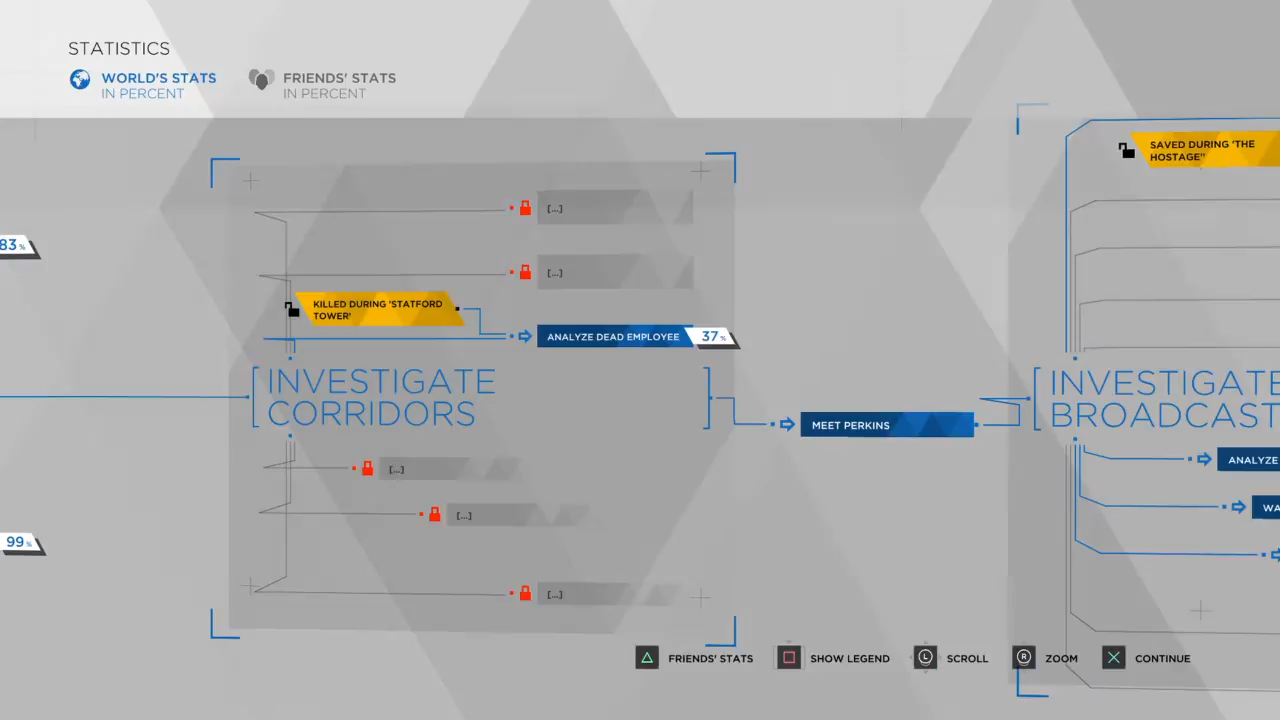 STATISTICS
WORLD'S STATS
IN PERCENT
FRIENDS' STATS
IN PERCENT
SAVED DURING 'THE
HOSTAGE"
[...]
83%
[...]
KILLED DURING 'STATFORD
TOWER'
ANALYZE DEAD EMPLOYEE
37%
INVESTIGATE
CORRIDORS
MEET PERKINS
INVESTIGATE
BROADCAST
ANALYZE
[...]
[...]
WA
99%
[...]
FRIENDS' STATS
SHOW LEGEND
L
SCROLL
R
ZOOM
CONTINUE